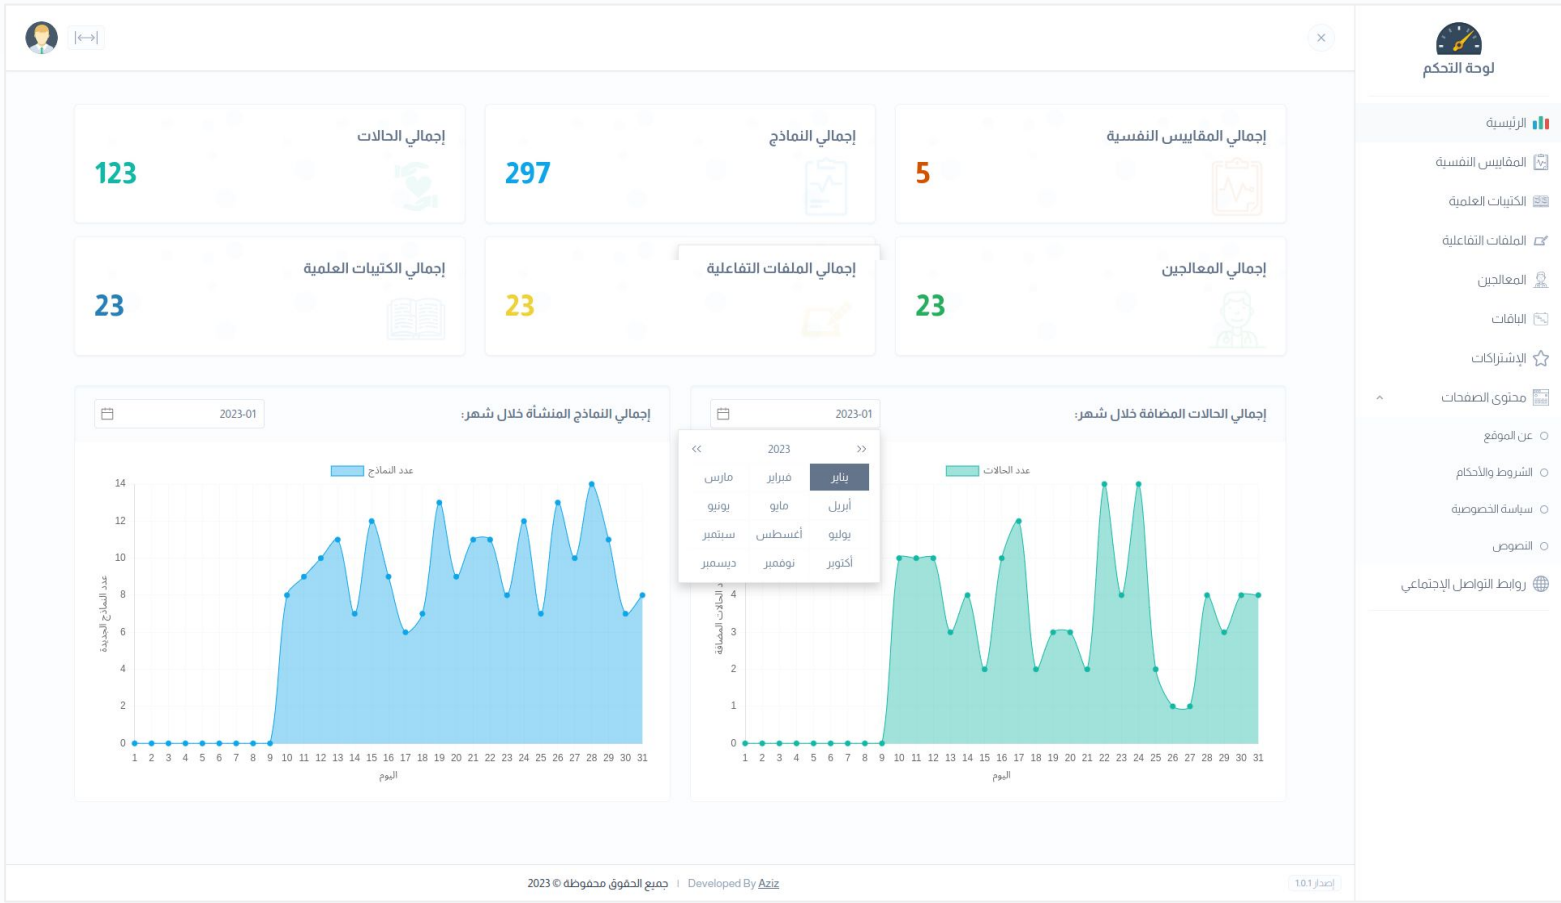 لوحة التحكم
الرئيسية
المقاييس النفسية
الكتيبات العلمية
الملفات التفاعلية
المعالجين
الباقات
الإشتراكات
محتوى الصفحات
عن الموقع
الشروط والأحكام
سياسة الخصوصية
النصوص
روابط التواصل الإجتماعي
إجمالي المقاييس النفسية
5
إجمالي النماذج
297
إجمالي الحالات
123
إجمالي المعالجين
23
إجمالي الملفات التفاعلية
23
إجمالي الكتيبات العلمية
23
إجمالي الحالات المضافة خلال شهر:
2023-01
« 2023 »
يناير فبراير مارس
أبريل مايو يونيو
يوليو أغسطس سبتمبر
أكتوبر نوفمبر ديسمبر
عدد الحالات
الحالات المضافة
4
3
2
1
0
1 2 3 4 5 6 7 8 9 10 11 12 13 14 15 16 17 18 19 20 21 22 23 24 25 26 27 28 29 30 31
اليوم
إجمالي النماذج المنشأة خلال شهر:
2023-01
عدد النماذج
عدد النماذج الجديدة
14
12
10
8
6
4
2
0
1 2 3 4 5 6 7 8 9 10 11 12 13 14 15 16 17 18 19 20 21 22 23 24 25 26 27 28 29 30 31
اليوم
إصدار 1.0.1
جميع الحقوق محفوظة © 2023 | Developed By Aziz